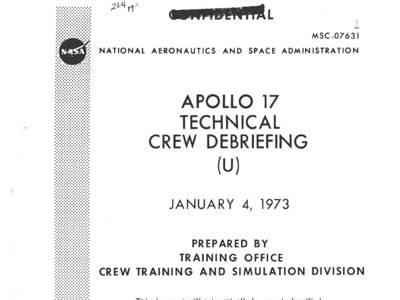 264 p.
CONFIDENTIAL
MSC-07631
NASA
NATIONAL AERONAUTICS AND SPACE ADMINISTRATION
APOLLO 17
TECHNICAL
CREW DEBRIEFING
(U)
JANUARY 4, 1973
PREPARED BY
TRAINING OFFICE
CREW TRAINING AND SIMULATION DIVISION